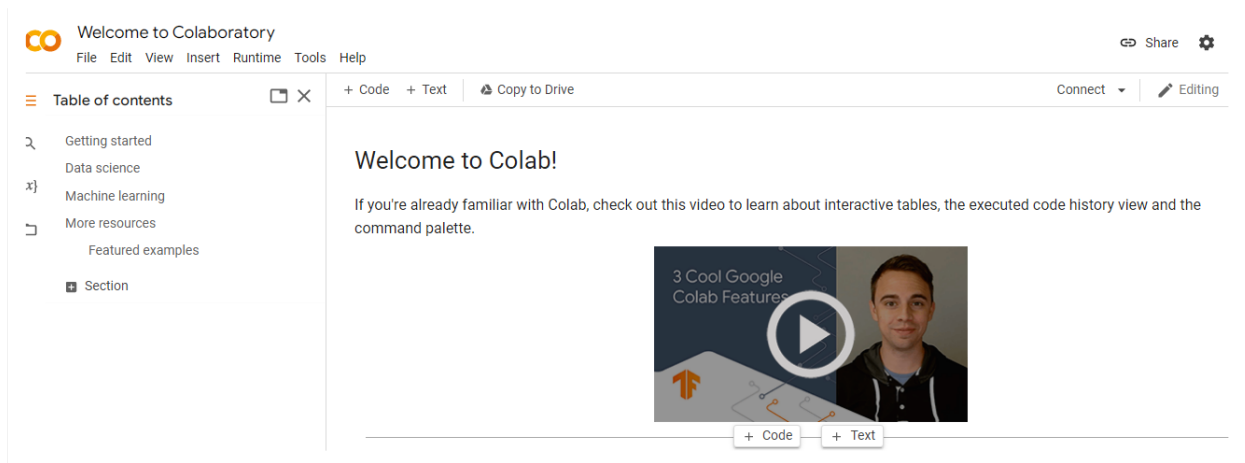 Welcome to Colaboratory
File Edit View Insert Runtime Tools Help
Share
Table of contents
+ Code + Text Copy to Drive
Connect Editing
Getting started
Data science
Machine learning
More resources
Featured examples
Section
{x}
Welcome to Colab!
If you're already familiar with Colab, check out this video to learn about interactive tables, the executed code history view and the
command palette.
3 Cool Google
Colab Features
+ Code + Text